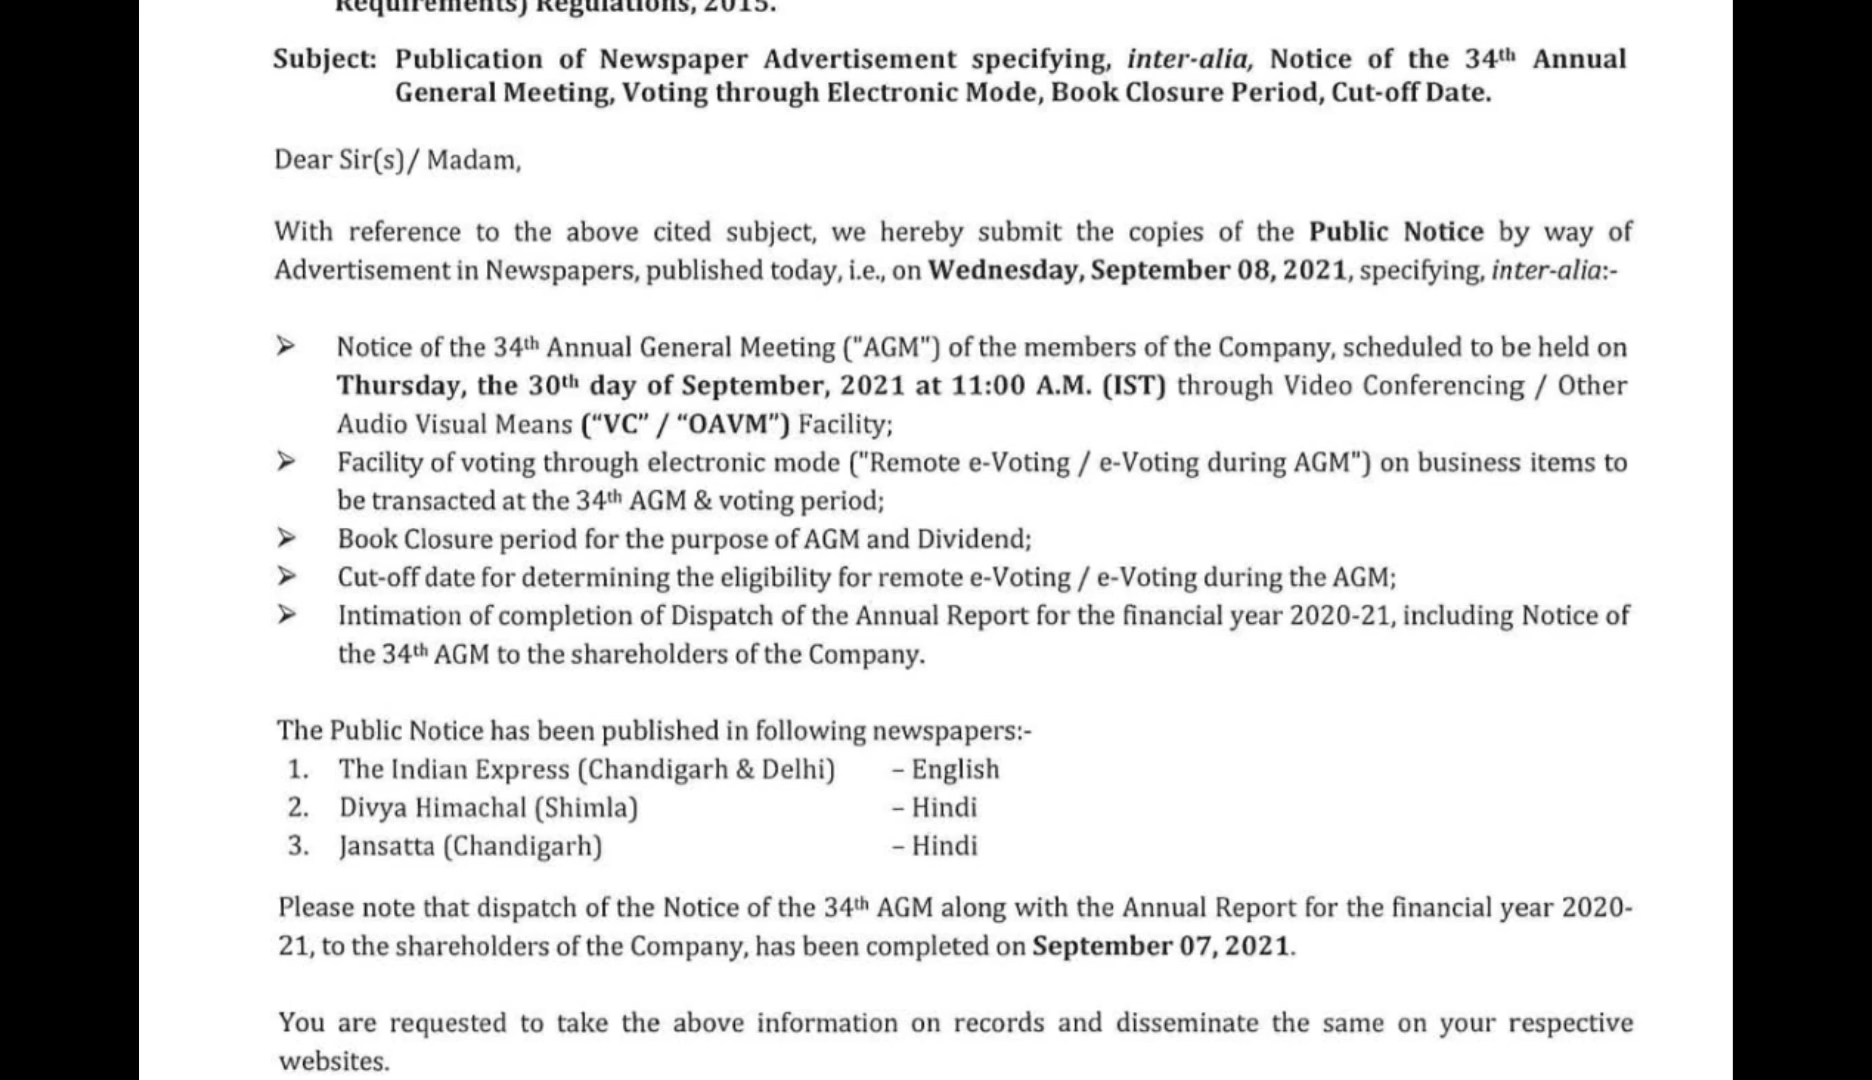 Requirements) Regulations, 2015.
Subject: Publication of Newspaper Advertisement specifying, inter-alia, Notice of the 34th Annual
General Meeting, Voting through Electronic Mode, Book Closure Period, Cut-off Date.
Dear Sir(s)/ Madam,
With reference to the above cited subject, we hereby submit the copies of the Public Notice by way of
Advertisement in Newspapers, published today, i.e., on Wednesday, September 08, 2021, specifying, inter-alia:-
➢ Notice of the 34th Annual General Meeting ("AGM") of the members of the Company, scheduled to be held on
Thursday, the 30th day of September, 2021 at 11:00 A.M. (IST) through Video Conferencing / Other
Audio Visual Means (“VC” / “OAVM”) Facility;
➢ Facility of voting through electronic mode ("Remote e-Voting / e-Voting during AGM") on business items to
be transacted at the 34th AGM & voting period;
➢ Book Closure period for the purpose of AGM and Dividend;
➢ Cut-off date for determining the eligibility for remote e-Voting / e-Voting during the AGM;
➢ Intimation of completion of Dispatch of the Annual Report for the financial year 2020-21, including Notice of
the 34th AGM to the shareholders of the Company.
The Public Notice has been published in following newspapers:-
1. The Indian Express (Chandigarh & Delhi) – English
2. Divya Himachal (Shimla) – Hindi
3. Jansatta (Chandigarh) – Hindi
Please note that dispatch of the Notice of the 34th AGM along with the Annual Report for the financial year 2020-
21, to the shareholders of the Company, has been completed on September 07, 2021.
You are requested to take the above information on records and disseminate the same on your respective
websites.